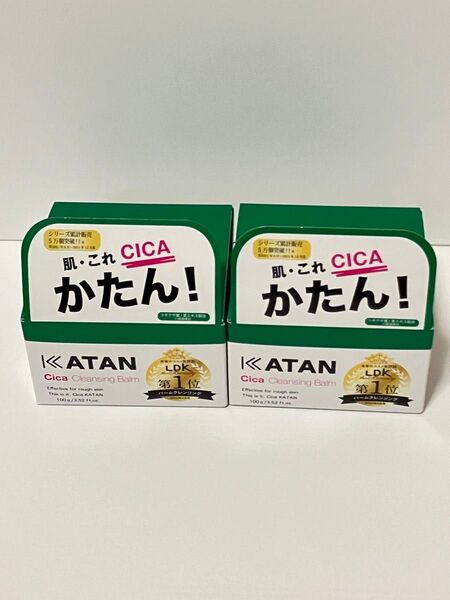 シリーズ累計販売
5万個突破!!※
肌・これ CICA
かたん!
KATAN
Cica Cleansing Balm
Effective for rough skin
This is it. Cica KATAN
100g/3.52 fl.oz.
LDK
第1位
バームクレンジング
シリーズ累計販売
5万個突破!!※
肌・これ CICA
かたん!
KATAN
Cica Cleansing Balm
Effective for rough skin
This is it. Cica KATAN
100g/3.52 fl.oz.
LDK
第1位
バームクレンジング